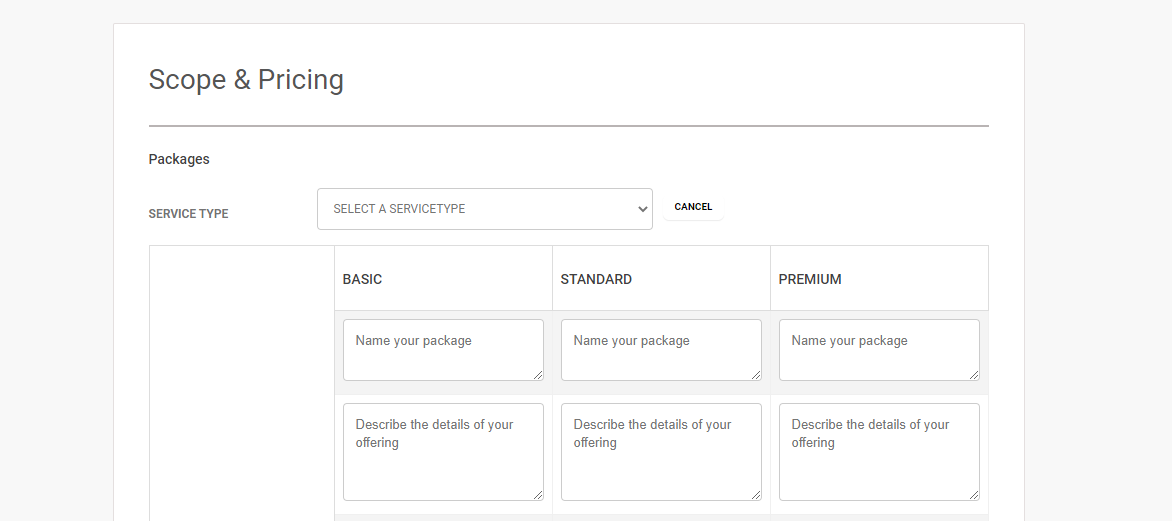 Scope & Pricing
Packages
SERVICE TYPE
SELECT A SERVICETYPE
CANCEL
BASIC
STANDARD
PREMIUM
Name your package
Name your package
Name your package
Describe the details of your
offering
Describe the details of your
offering
Describe the details of your
offering